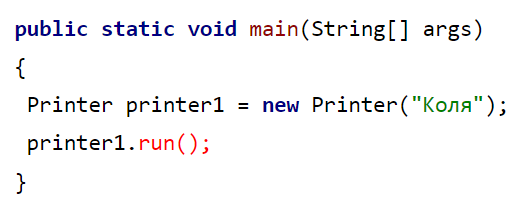 public static void main(String[] args)
{
Printer printer1 = new Printer("Коля");
printer1.run();
}